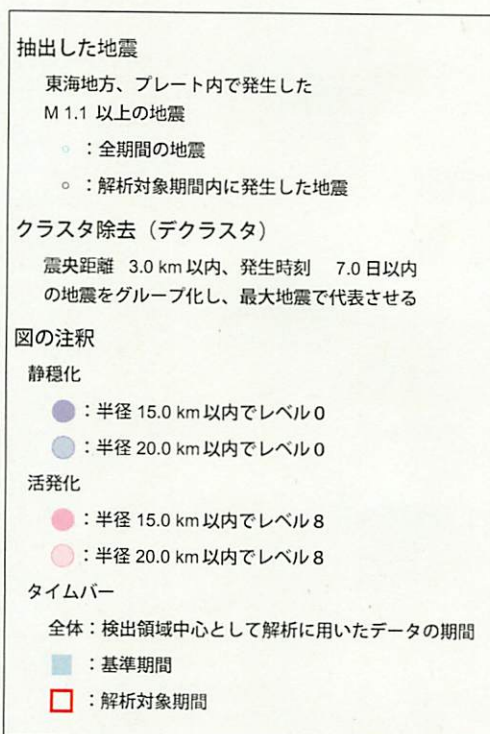 抽出した地震
東海地方、プレート内で発生した
M 1.1 以上の地震
：全期間の地震
：解析対象期間内に発生した地震
クラスタ除去（デクラスタ）
震央距離 3.0 km 以内、発生時刻 7.0 日以内
の地震をグループ化し、最大地震で代表させる
図の注釈
静穏化
：半径 15.0 km 以内でレベル 0
：半径 20.0 km 以内でレベル 0
活発化
：半径 15.0 km 以内でレベル 8
：半径 20.0 km 以内でレベル 8
タイムバー
全体：検出領域中心として解析に用いたデータの期間
：基準期間
：解析対象期間